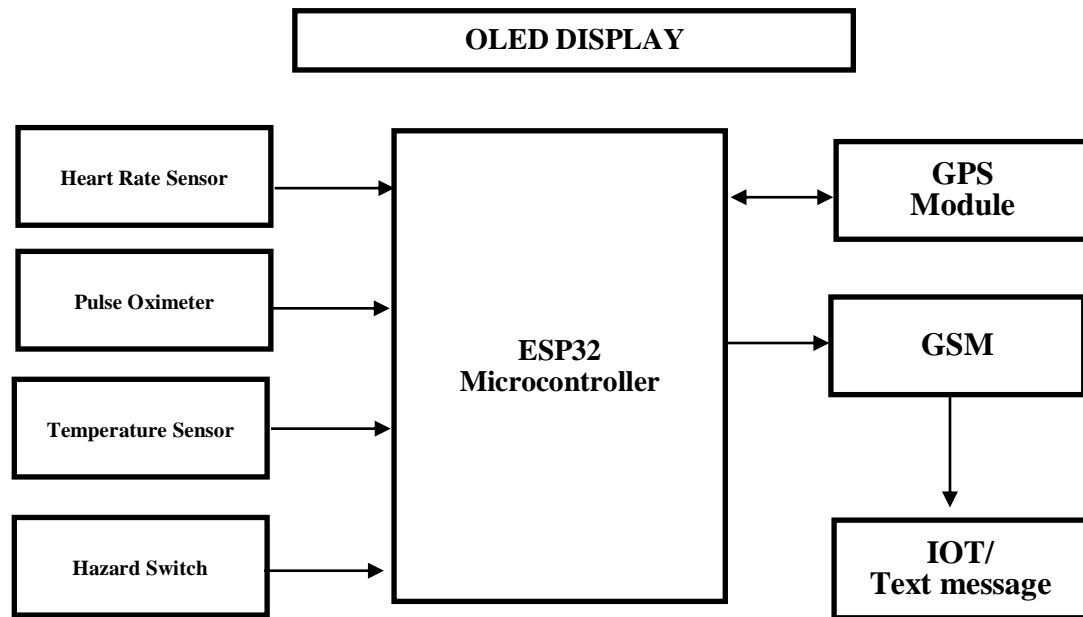 OLED DISPLAY
Heart Rate Sensor
Pulse Oximeter
Temperature Sensor
Hazard Switch
ESP32
Microcontroller
GPS
Module
GSM
IOT/
Text message